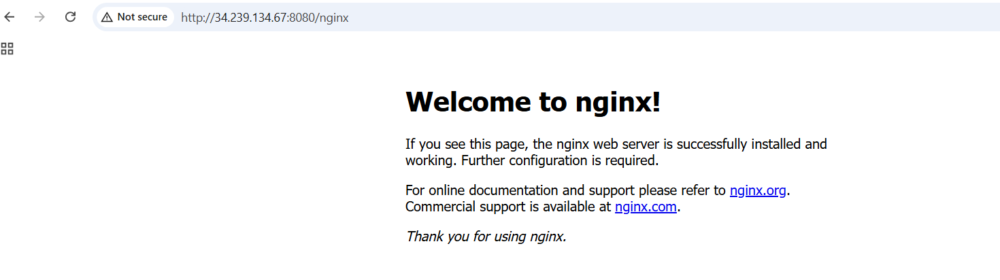 Not secure http://34.239.134.67:8080/nginx
Welcome to nginx!
If you see this page, the nginx web server is successfully installed and
working. Further configuration is required.
For online documentation and support please refer to nginx.org.
Commercial support is available at nginx.com.
Thank you for using nginx.